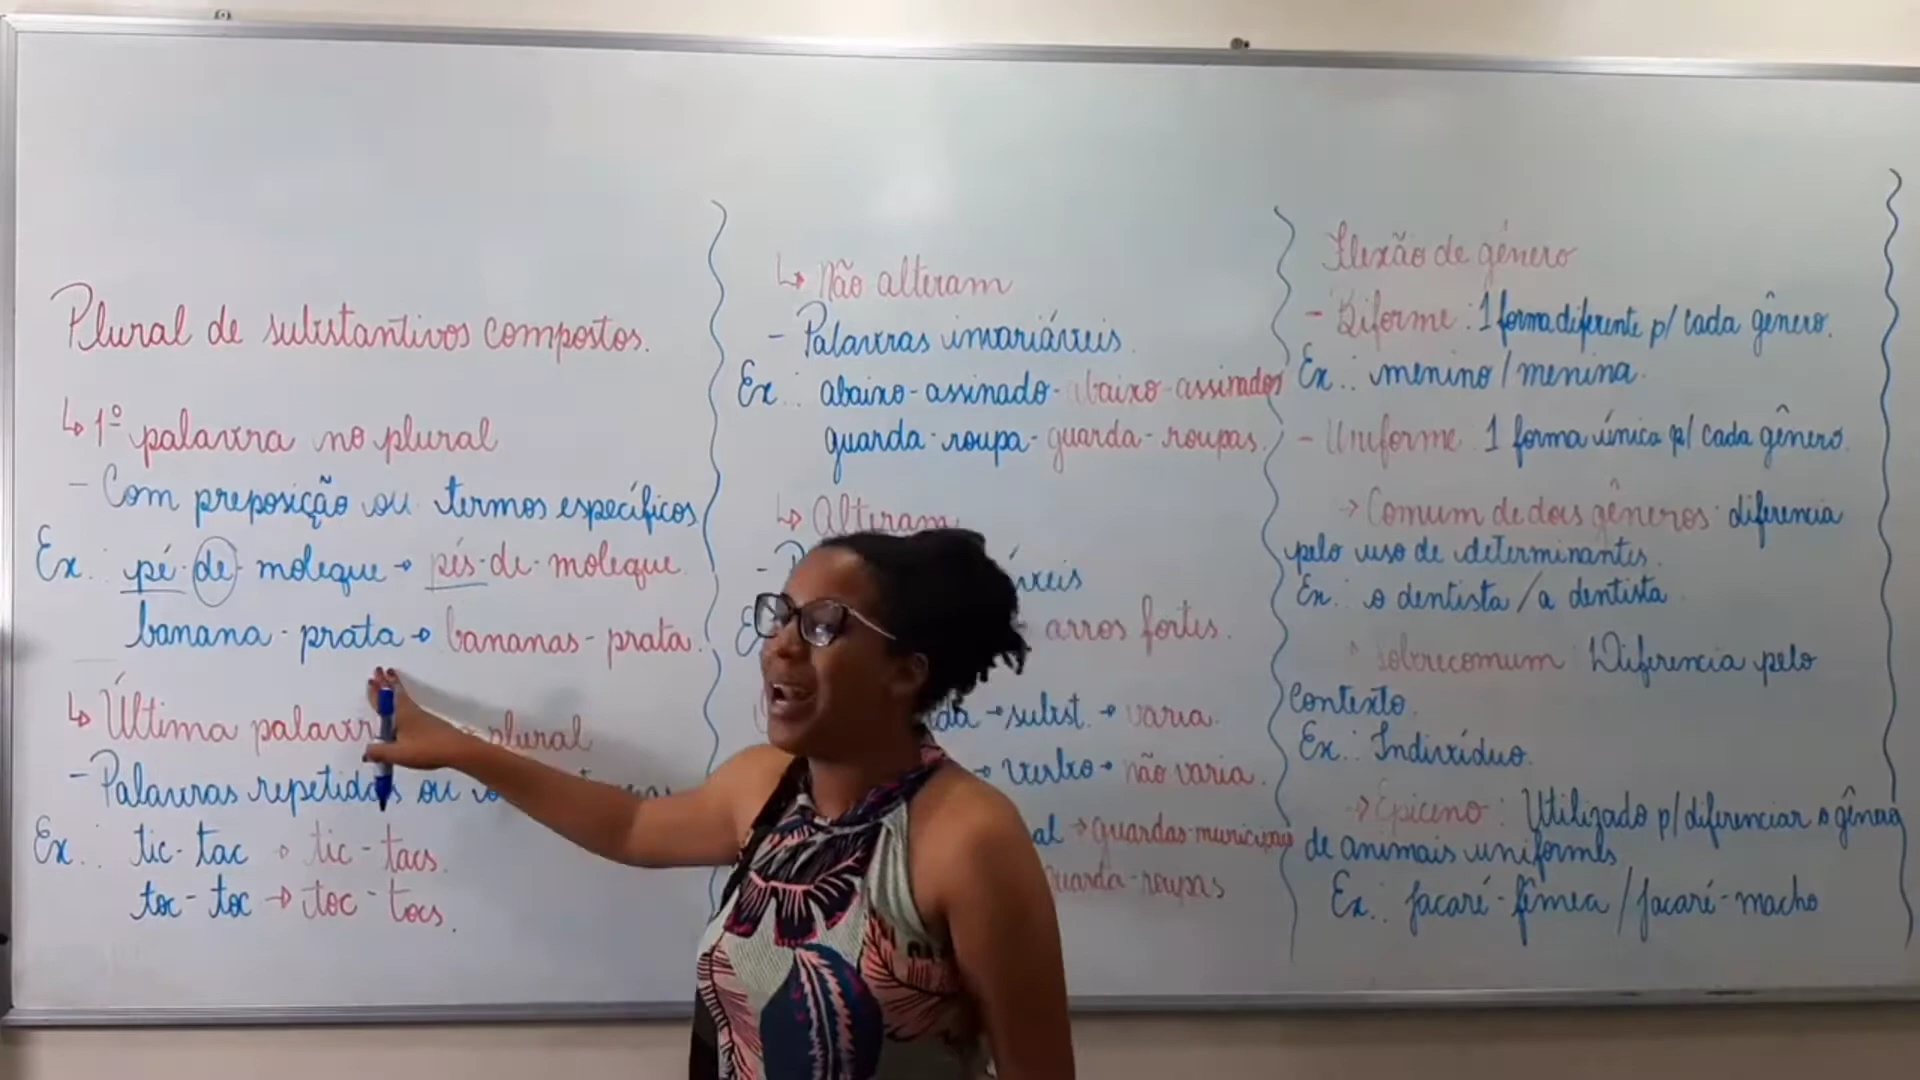 Plural de substantivos compostos.
↳ 1º palavra no plural
- Com preposição ou termos específicos
Ex.: pé-de-moleque → pés-de-moleque
banana-prata → bananas-prata.
↳ Última palavra plural
- Palavras repetidas ou
Ex.: tic-tac → tic-tacs.
toc-toc → toc-tocs.
↳ Não alteram
- Palavras invariáveis.
Ex.: abaixo-assinado - abaixo-assinados
guarda-roupa - guarda-roupas.
↳ Alteram
arros fortes.
→ subst. → varia.
→ verbo → não varia.
→ guardas-municipais
guarda-roupas
Flexão de gênero
- Biforme: 1 forma diferente p/ cada gênero.
Ex.: menino/menina.
- Uniforme: 1 forma única p/ cada gênero.
→ Comum de dois gêneros: diferencia
pelo uso de determinantes.
Ex.: o dentista/a dentista
sobrecomum: Diferencia pelo
contexto.
Ex.: Indivíduo.
→ Epiceno: Utilizado p/ diferenciar o gênero
de animais uniformes
Ex.: jacaré-fêmea/jacaré-macho